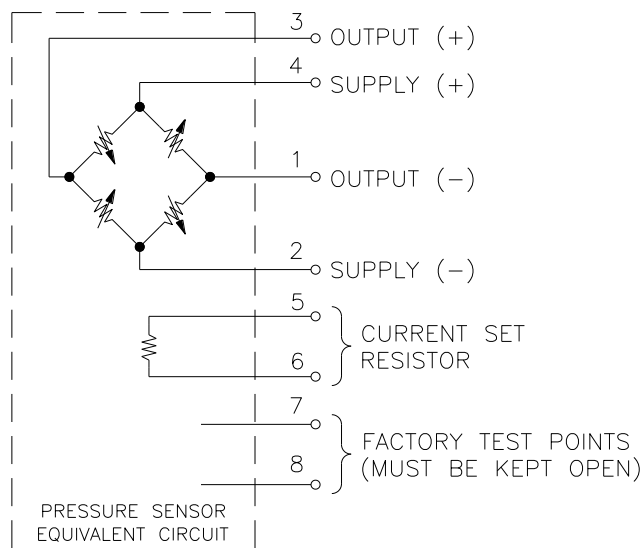 3
OUTPUT (+)
4
SUPPLY (+)
1
OUTPUT (−)
2
SUPPLY (−)
5
CURRENT SET
RESISTOR
6
7
FACTORY TEST POINTS
(MUST BE KEPT OPEN)
8
PRESSURE SENSOR
EQUIVALENT CIRCUIT